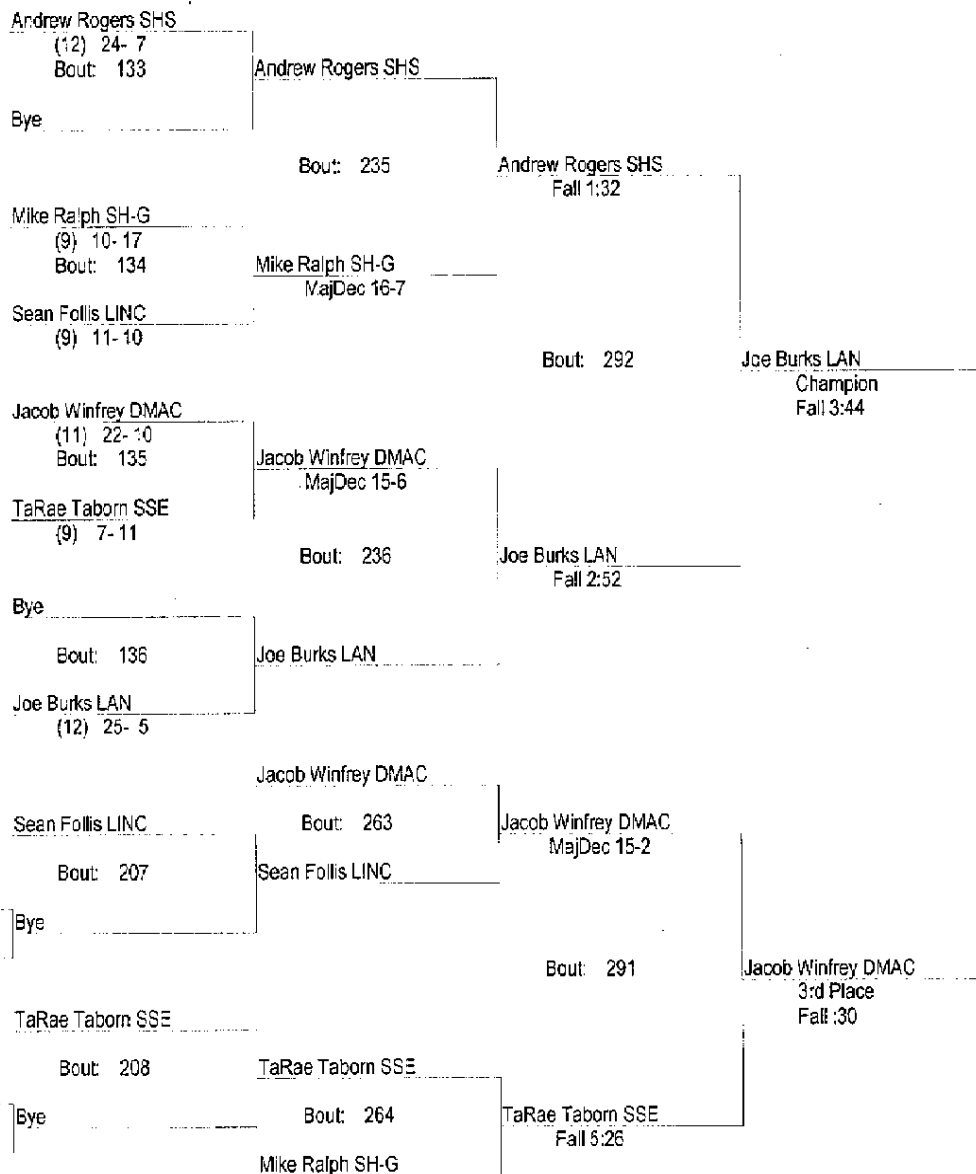 Andrew Rogers SHS
(12) 24- 7
Bout: 133
Andrew Rogers SHS
Bye
Bout: 235
Andrew Rogers SHS
Fall 1:32
Mike Ralph SH-G
(9) 10- 17
Bout: 134
Mike Ralph SH-G
MajDec 16-7
Sean Follis LINC
(9) 11- 10
Bout: 292
Joe Burks LAN
Champion
Fall 3:44
Jacob Winfrey DMAC
(11) 22- 10
Bout: 135
Jacob Winfrey DMAC
MajDec 15-6
TaRae Taborn SSE
(9) 7- 11
Bout: 236
Joe Burks LAN
Fall 2:52
Bye
Bout: 136
Joe Burks LAN
Joe Burks LAN
(12) 25- 5
Jacob Winfrey DMAC
Sean Follis LINC
Bout: 263
Jacob Winfrey DMAC
MajDec 15-2
Bout: 207
Sean Follis LINC
Bye
Bout: 291
Jacob Winfrey DMAC
3rd Place
Fall :30
TaRae Taborn SSE
Bout: 208
TaRae Taborn SSE
Bye
Bout: 264
TaRae Taborn SSE
Fall 5:26
Mike Ralph SH-G